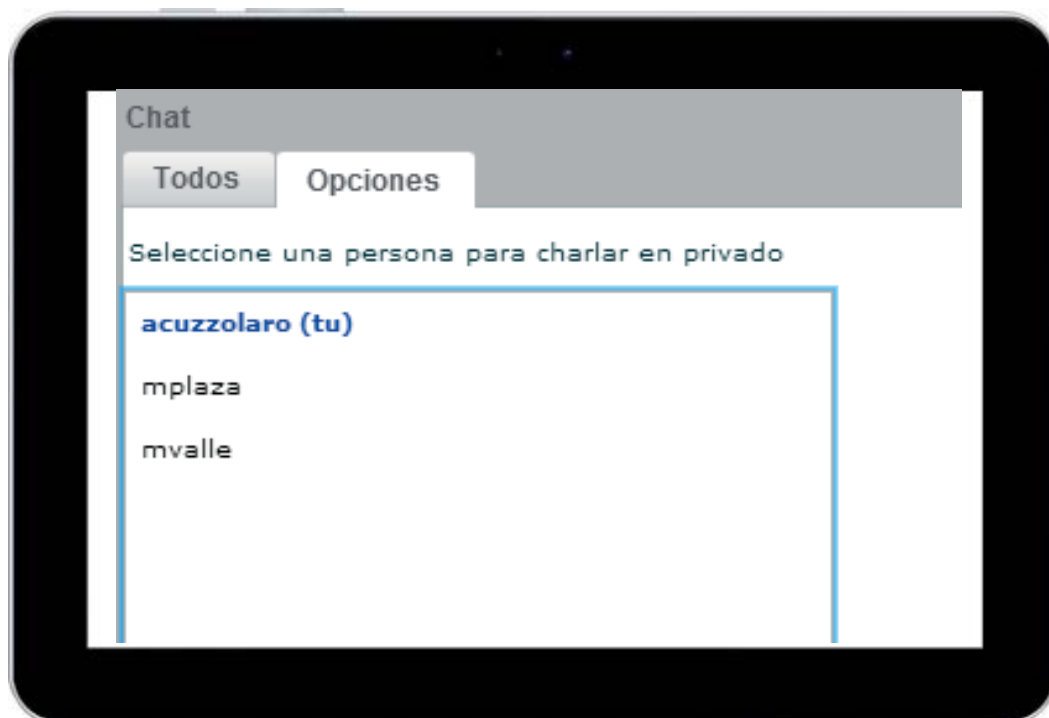 Chat
Todos Opciones
Seleccione una persona para charlar en privado
acuzzolaro (tu)
mplaza
mvalle